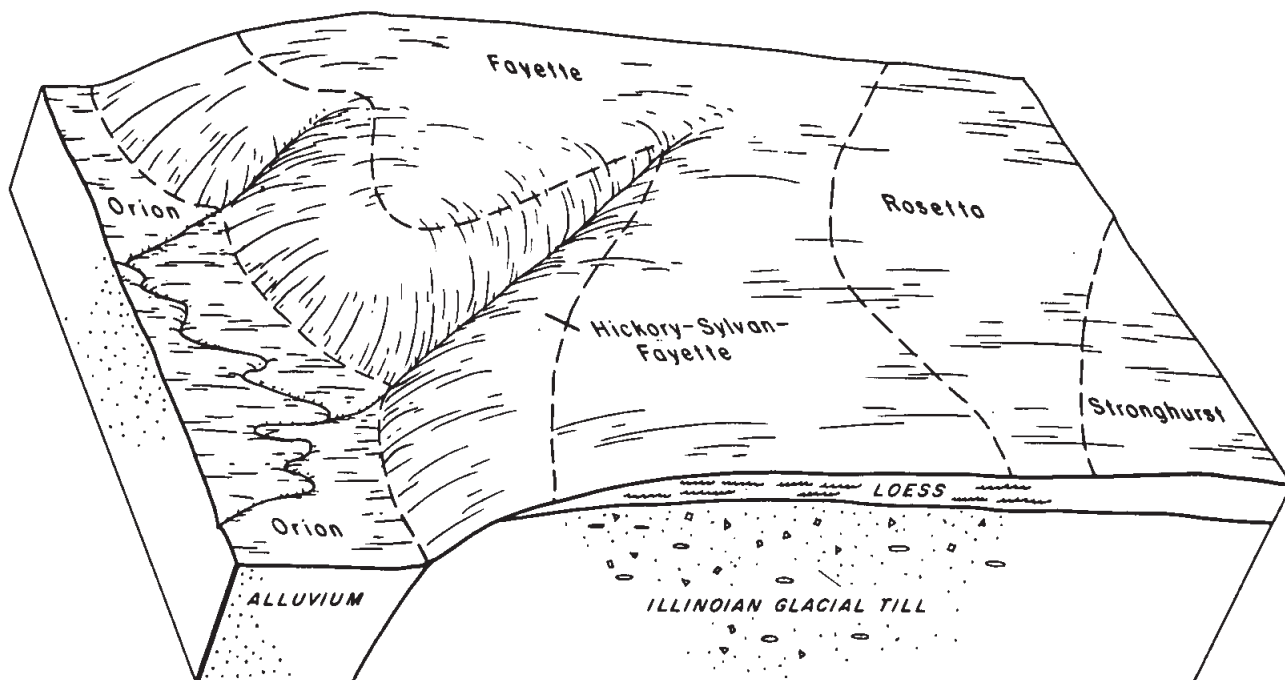 Fayette
Orion
Rosetta
Hickory-Sylvan-
Fayette
Stronghurst
LOESS
Orion
ALLUVIUM
ILLINOIAN GLACIAL TILL